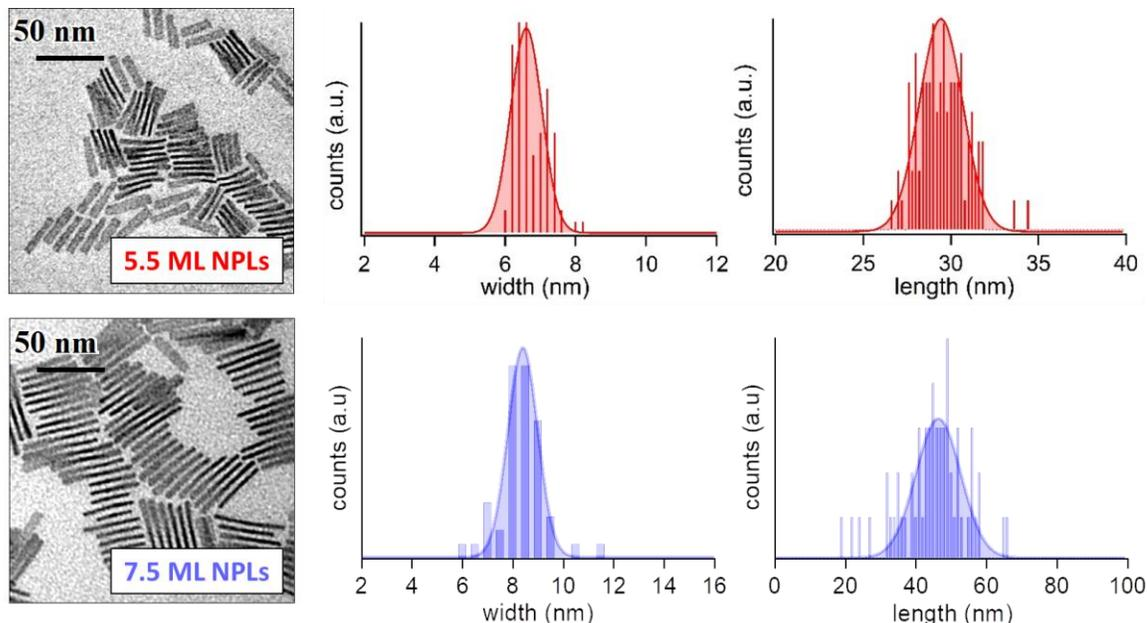 50 nm
5.5 ML NPLs
counts (a.u.)
2 4 6 8 10 12
width (nm)
counts (a.u.)
20 25 30 35 40
length (nm)
50 nm
7.5 ML NPLs
counts (a.u)
2 4 6 8 10 12 14 16
width (nm)
counts (a.u)
0 20 40 60 80 100
length (nm)